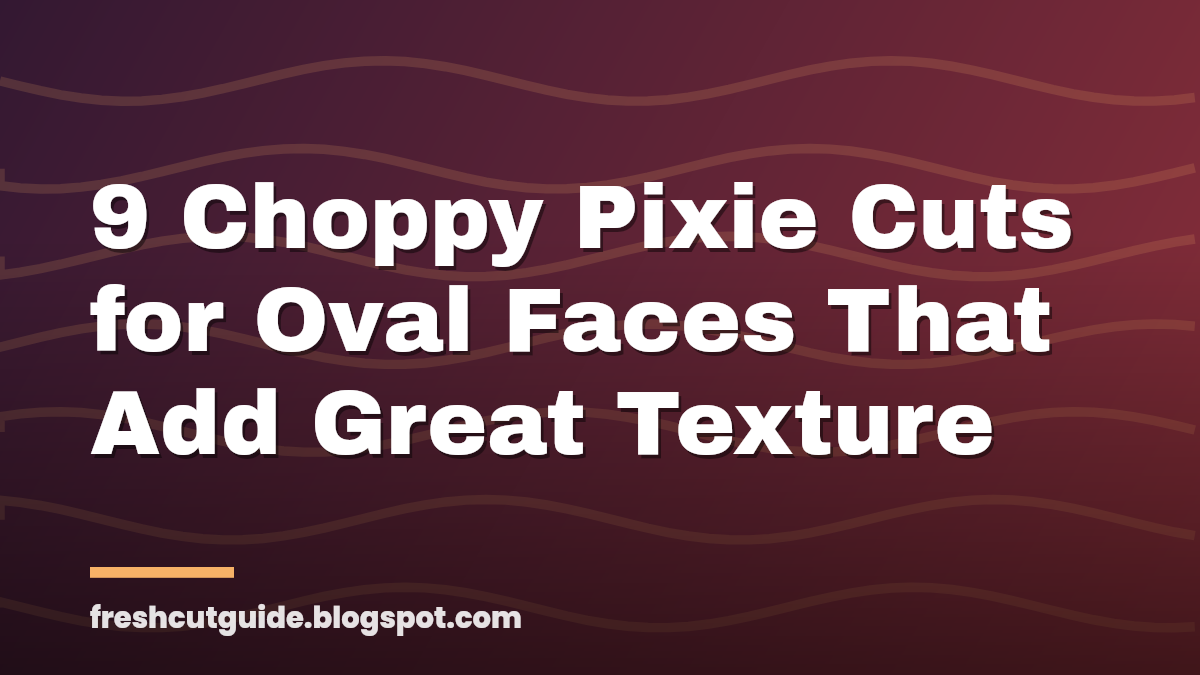 9 Choppy Pixie Cuts
for Oval Faces That
Add Great Texture
freshcutguide.blogspot.com